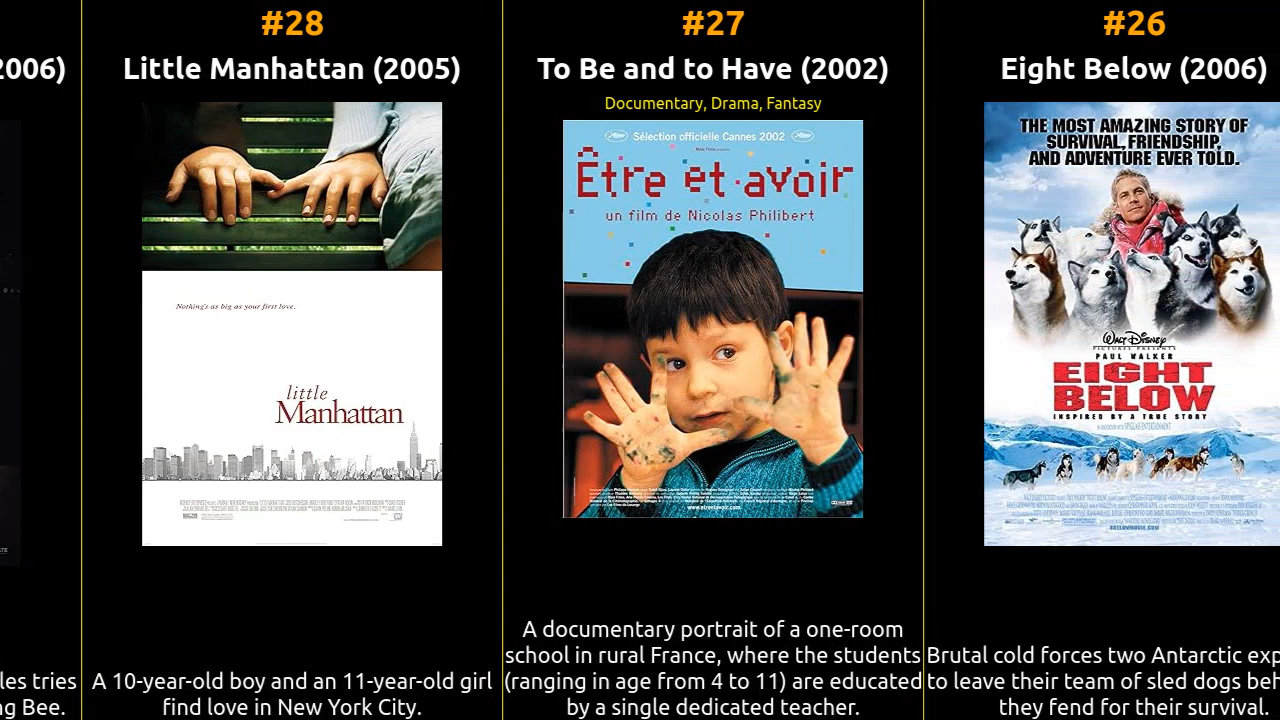 2006)
les tries
ng Bee.
#28
Little Manhattan (2005)
Nothing's as big as your first love.
little
Manhattan
A 10-year-old boy and an 11-year-old girl
find love in New York City.
#27
To Be and to Have (2002)
Documentary, Drama, Fantasy
Sélection officielle Cannes 2002
Être et avoir
un film de Nicolas Philibert
www.etreetavoir.com
A documentary portrait of a one-room
school in rural France, where the students
(ranging in age from 4 to 11) are educated
by a single dedicated teacher.
#26
Eight Below (2006)
THE MOST AMAZING STORY OF
SURVIVAL, FRIENDSHIP,
AND ADVENTURE EVER TOLD.
WALT DISNEY
PICTURES PRESENTS
PAUL WALKER
EIGHT
BELOW
INSPIRED BY A TRUE STORY
Brutal cold forces two Antarctic exp
to leave their team of sled dogs beh
they fend for their survival.